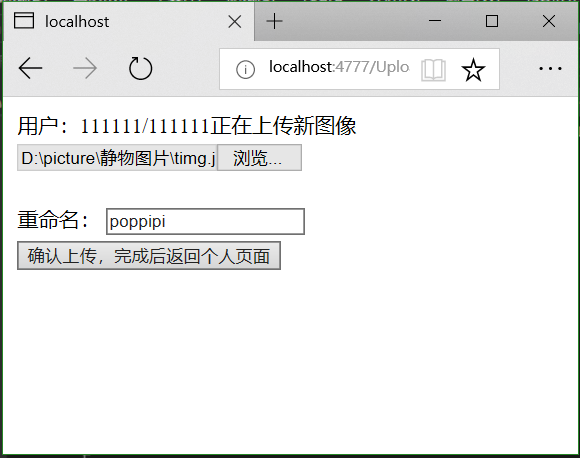 localhost
localhost:4777/Uplo
用户：111111/111111正在上传新图像
D:\picture\静物图片\timg.j 浏览...
重命名： poppipi
确认上传，完成后返回个人页面